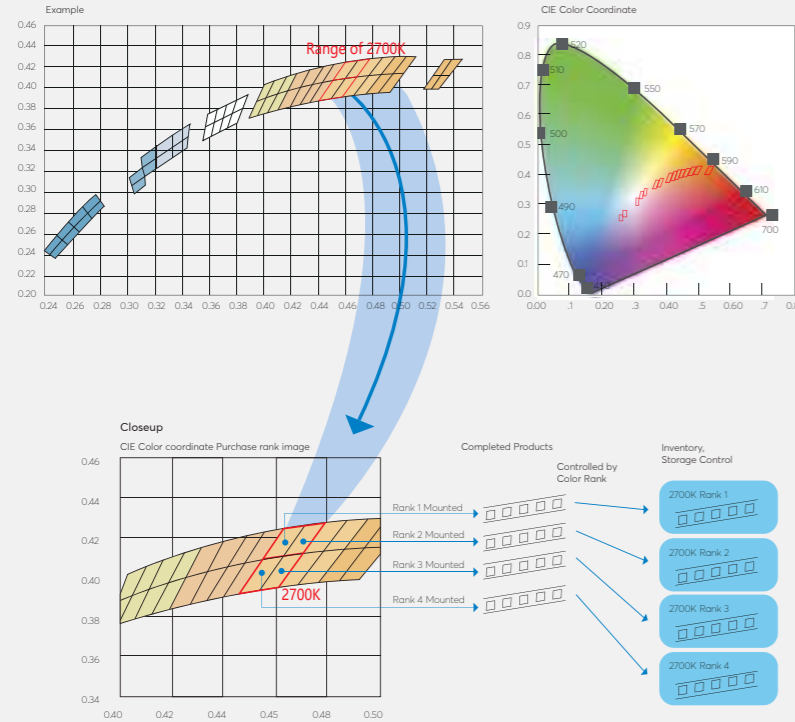 Example
CIE Color Coordinate
0.46
0.44
0.42
0.40
0.38
0.36
0.34
0.32
0.30
0.28
0.26
0.24
0.22
0.20
0.24 0.26 0.28 0.30 0.32 0.34 0.36 0.38 0.40 0.42 0.44 0.46 0.48 0.50 0.52 0.54 0.56
Range of 2700K
0.9
0.8
0.7
0.6
0.5
0.4
0.3
0.2
0.1
0.0
0.00 .1 .2 .3 .4 .5 0.60 .7 0.8
520
510
550
500
570
590
610
490
700
470
Closeup
CIE Color coordinate Purchase rank image
0.46
0.44
0.42
0.40
0.38
0.36
0.34
0.40 0.42 0.44 0.45 0.48 0.50
2700K
Completed Products
Controlled by
Color Rank
Inventory,
Storage Control
Rank 1 Mounted
Rank 2 Mounted
Rank 3 Mounted
Rank 4 Mounted
2700K Rank 1
2700K Rank 2
2700K Rank 3
2700K Rank 4